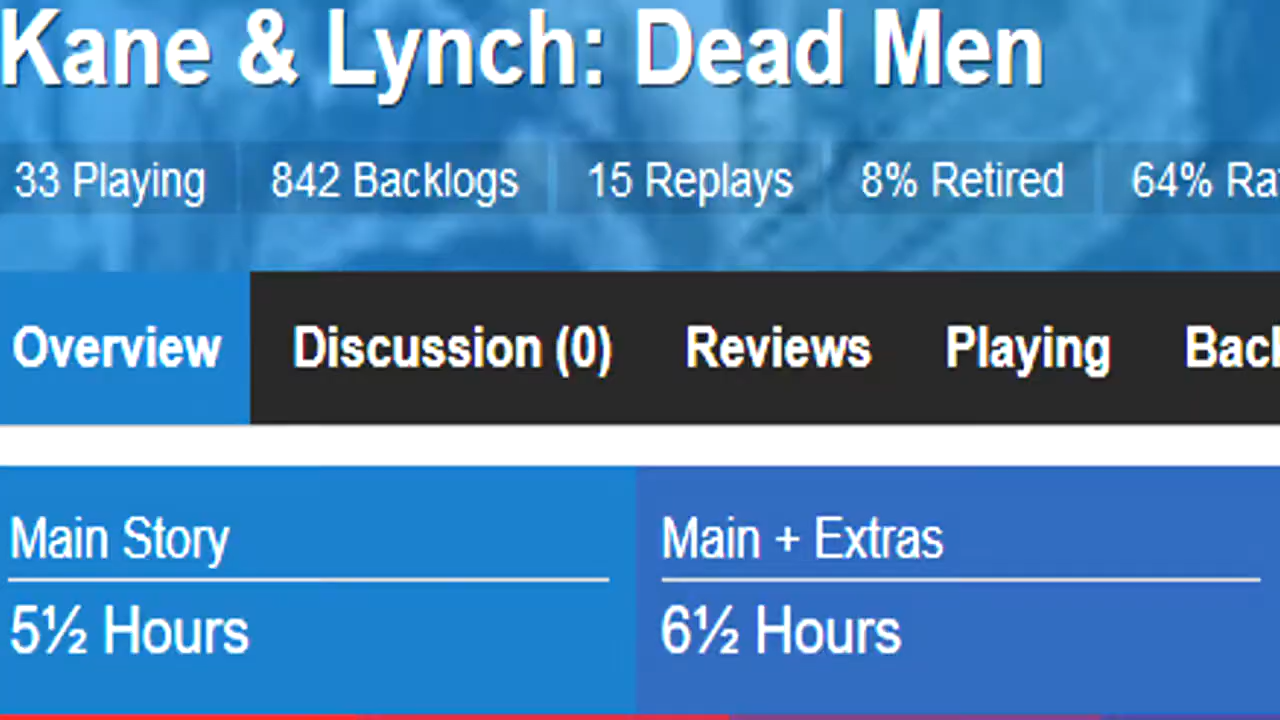 Kane & Lynch: Dead Men
33 Playing 842 Backlogs 15 Replays 8% Retired 64%
Overview Discussion (0) Reviews Playing
Main Story Main + Extras
5½ Hours 6½ Hours